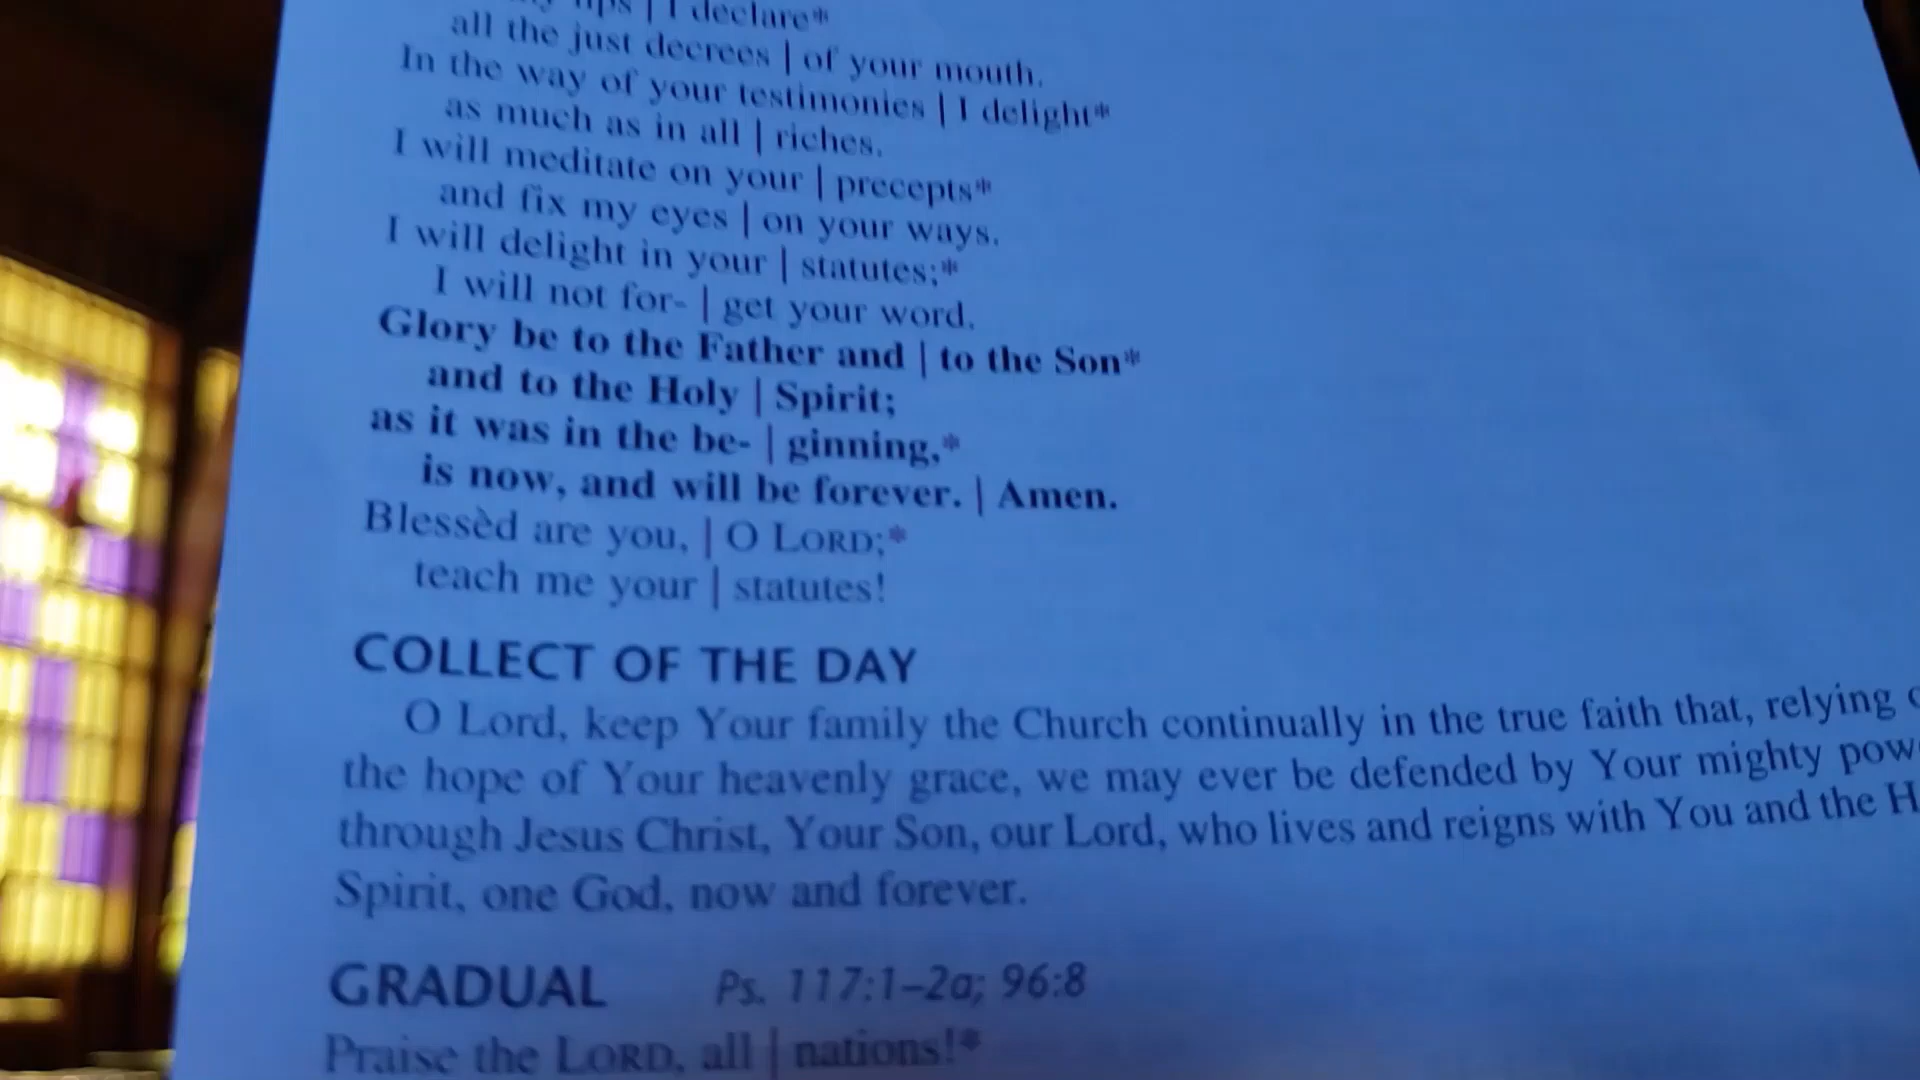 lips | I declare*
all the just decrees | of your mouth.
In the way of your testimonies | I delight*
as much as in all | riches.
I will meditate on your | precepts*
and fix my eyes | on your ways.
I will delight in your | statutes;*
I will not for- | get your word.
Glory be to the Father and | to the Son*
and to the Holy | Spirit;
as it was in the be- | ginning,*
is now, and will be forever. | Amen.
Blessèd are you, | O LORD;*
teach me your | statutes!
COLLECT OF THE DAY
O Lord, keep Your family the Church continually in the true faith that, relying
the hope of Your heavenly grace, we may ever be defended by Your mighty pow
through Jesus Christ, Your Son, our Lord, who lives and reigns with You and the H
Spirit, one God, now and forever.
GRADUAL Ps. 117:1–2a; 96:8
Praise the LORD, all | nations!*